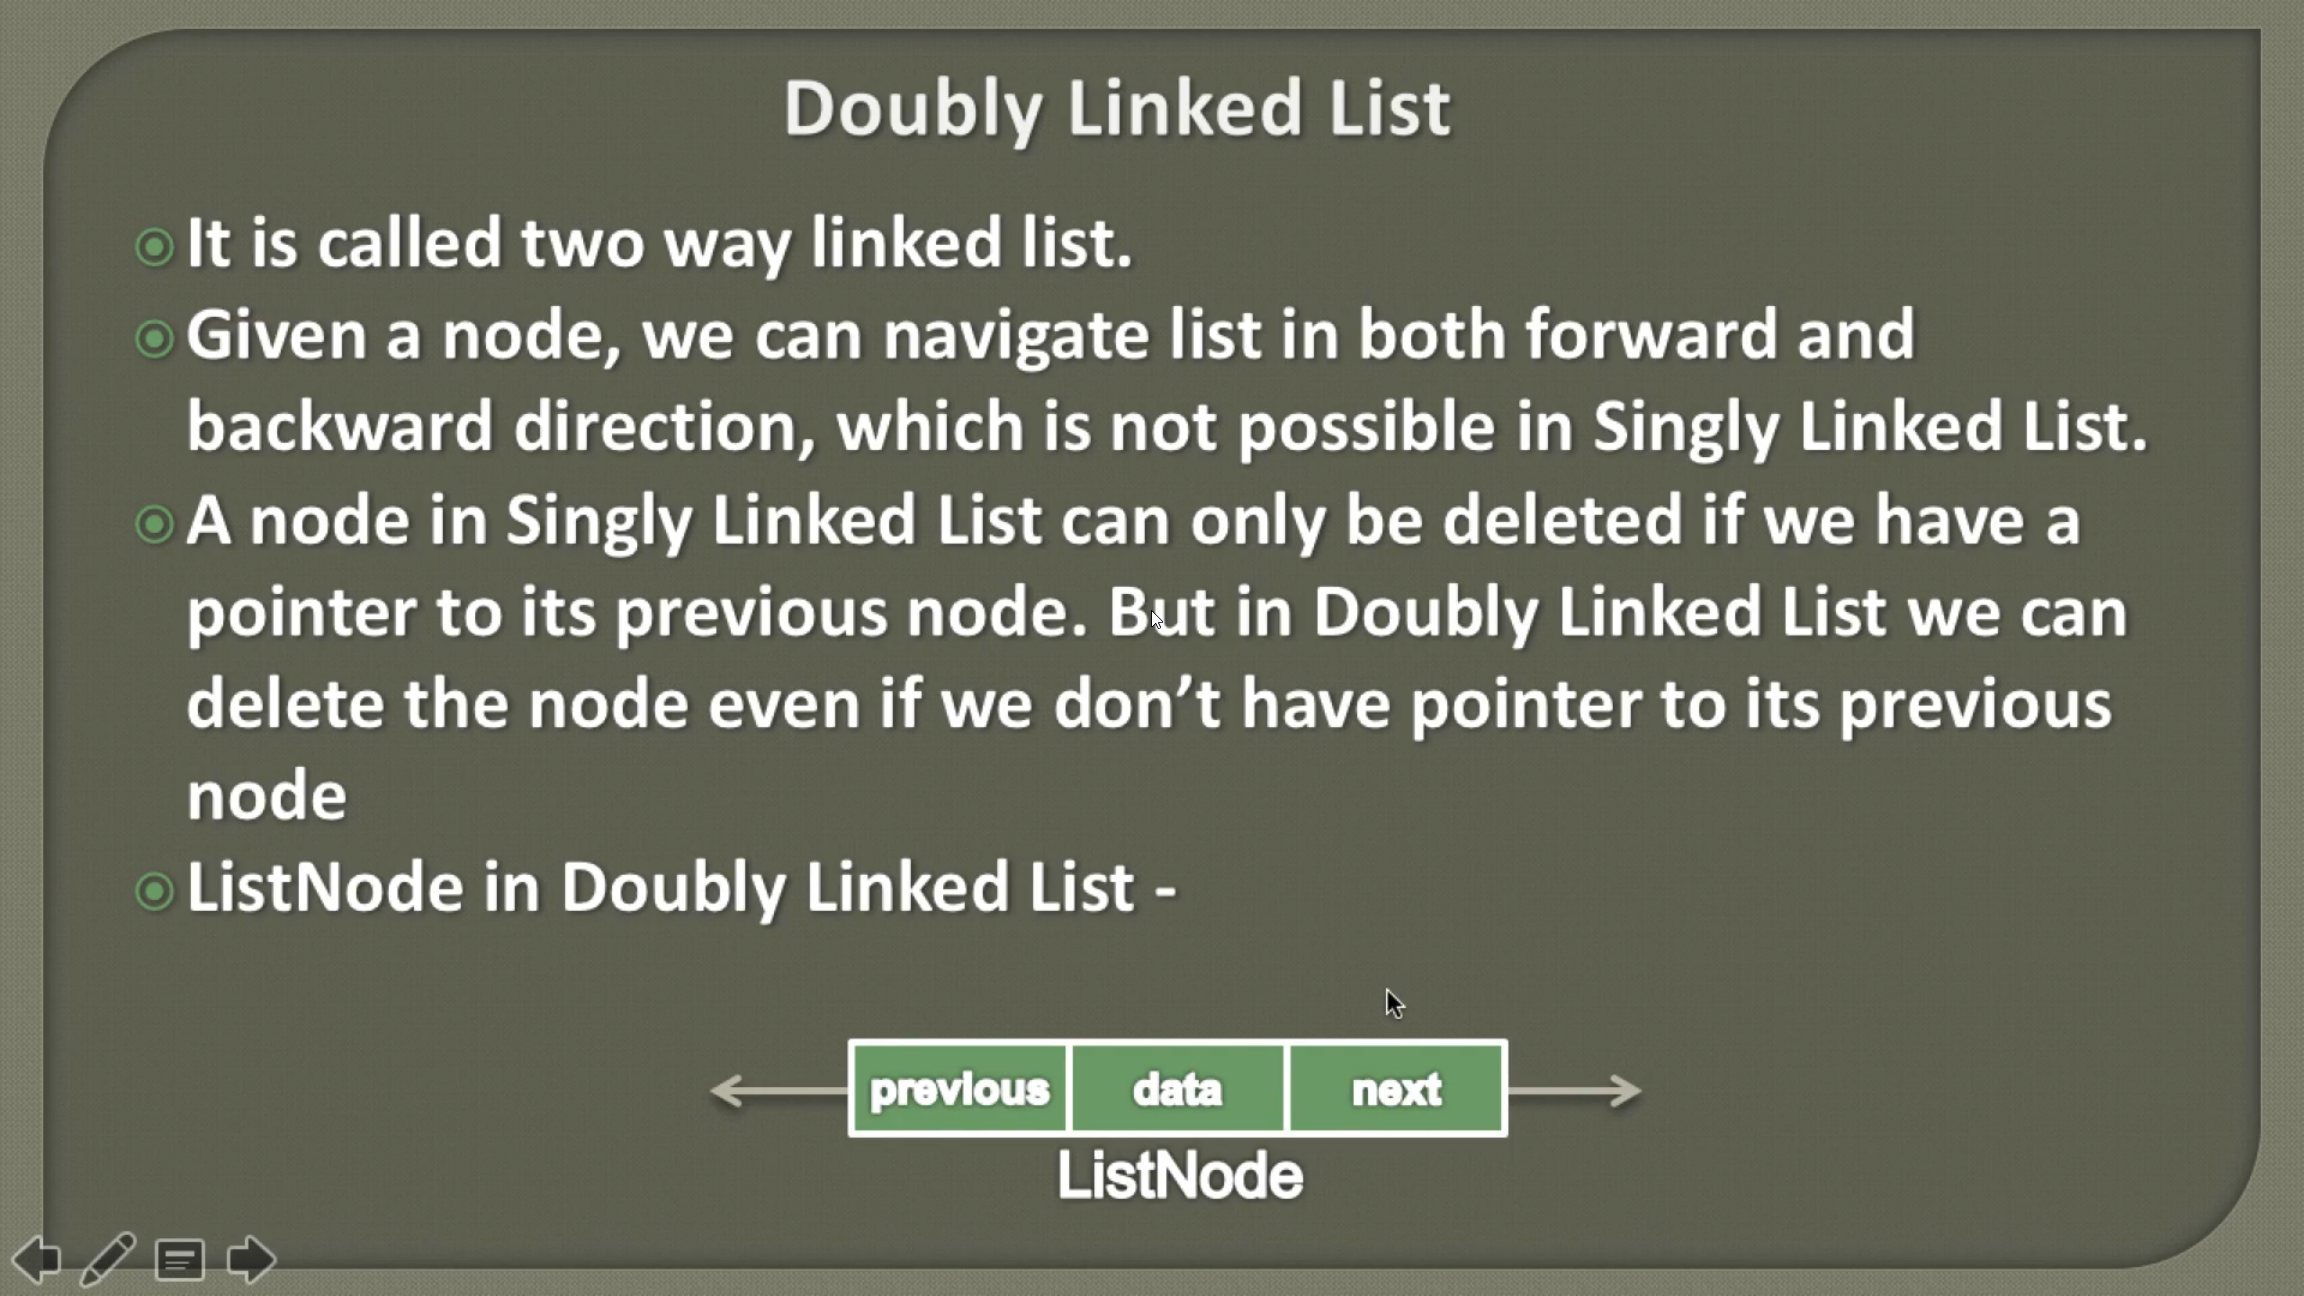 Doubly Linked List
It is called two way linked list.
Given a node, we can navigate list in both forward and
backward direction, which is not possible in Singly Linked List.
A node in Singly Linked List can only be deleted if we have a
pointer to its previous node. But in Doubly Linked List we can
delete the node even if we don’t have pointer to its previous
node
ListNode in Doubly Linked List -
previous data next
ListNode